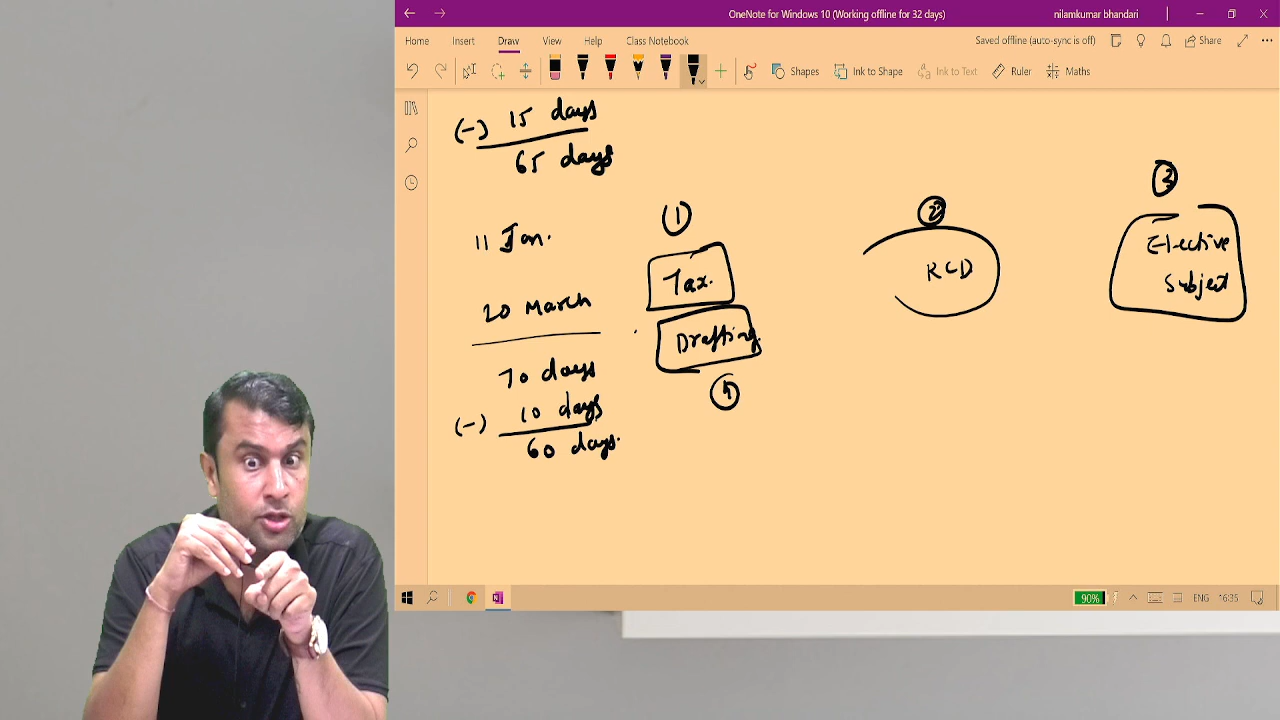 OneNote for Windows 10 (Working offline for 32 days)
nilamkumar bhandari
Home Insert Draw View Help Class Notebook
Saved offline (auto-sync is off) Share
Shapes Ink to Shape Ink to Text Ruler Maths
(-) 15 days
65 days
11 Jan.
20 March
70 days
(-) 10 days
60 days.
1
Tax.
Drafting.
4
2
RCD
3
Elective
Subject
90% ENG 16:35